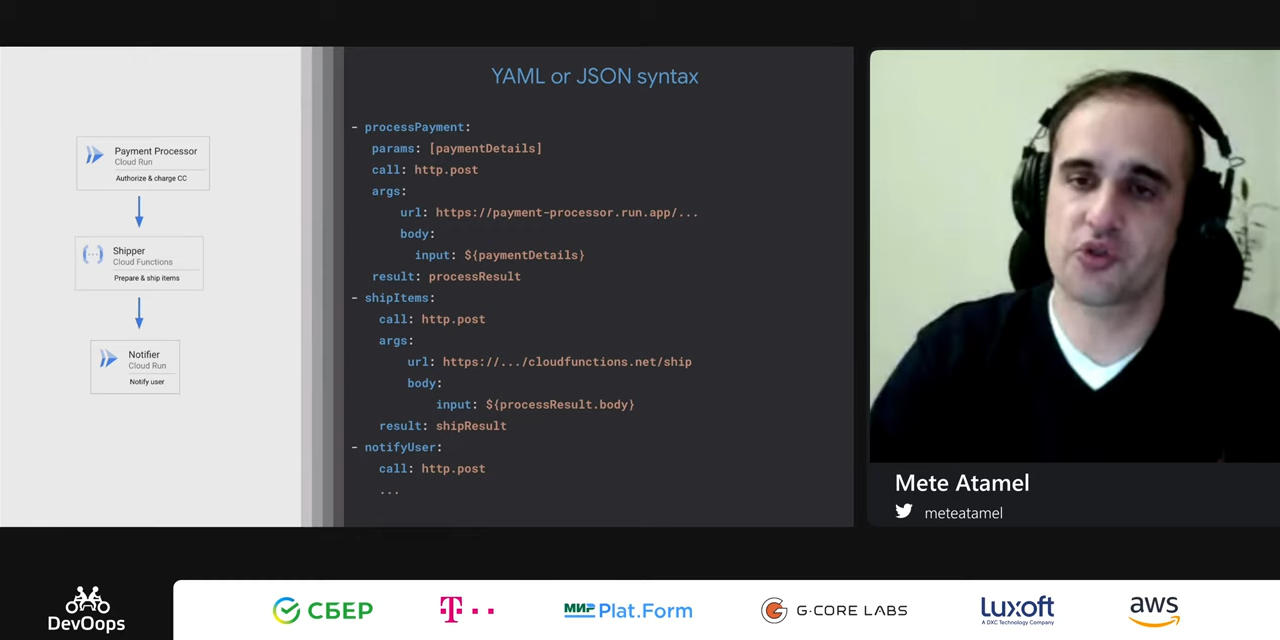 Payment Processor
Cloud Run
Authorize & charge CC
Shipper
Cloud Functions
Prepare & ship items
Notifier
Cloud Run
Notify user
YAML or JSON syntax
- processPayment:
params: [paymentDetails]
call: http.post
args:
url: https://payment-processor.run.app/...
body:
input: ${paymentDetails}
result: processResult
- shipItems:
call: http.post
args:
url: https://.../cloudfunctions.net/ship
body:
input: ${processResult.body}
result: shipResult
- notifyUser:
call: http.post
...
Mete Atamel
meteatamel
DevOops
СБЕР
T
МИР Plat.Form
G-CORE LABS
luxoft
A DXC Technology Company
aws